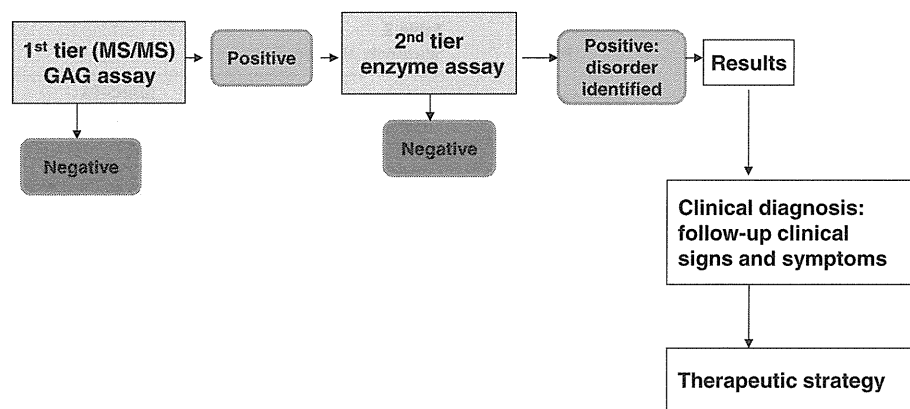 1st tier (MS/MS)
GAG assay
Positive
2nd tier
enzyme assay
Positive:
disorder
identified
Results
Negative
Negative
Clinical diagnosis:
follow-up clinical
signs and symptoms
Therapeutic strategy